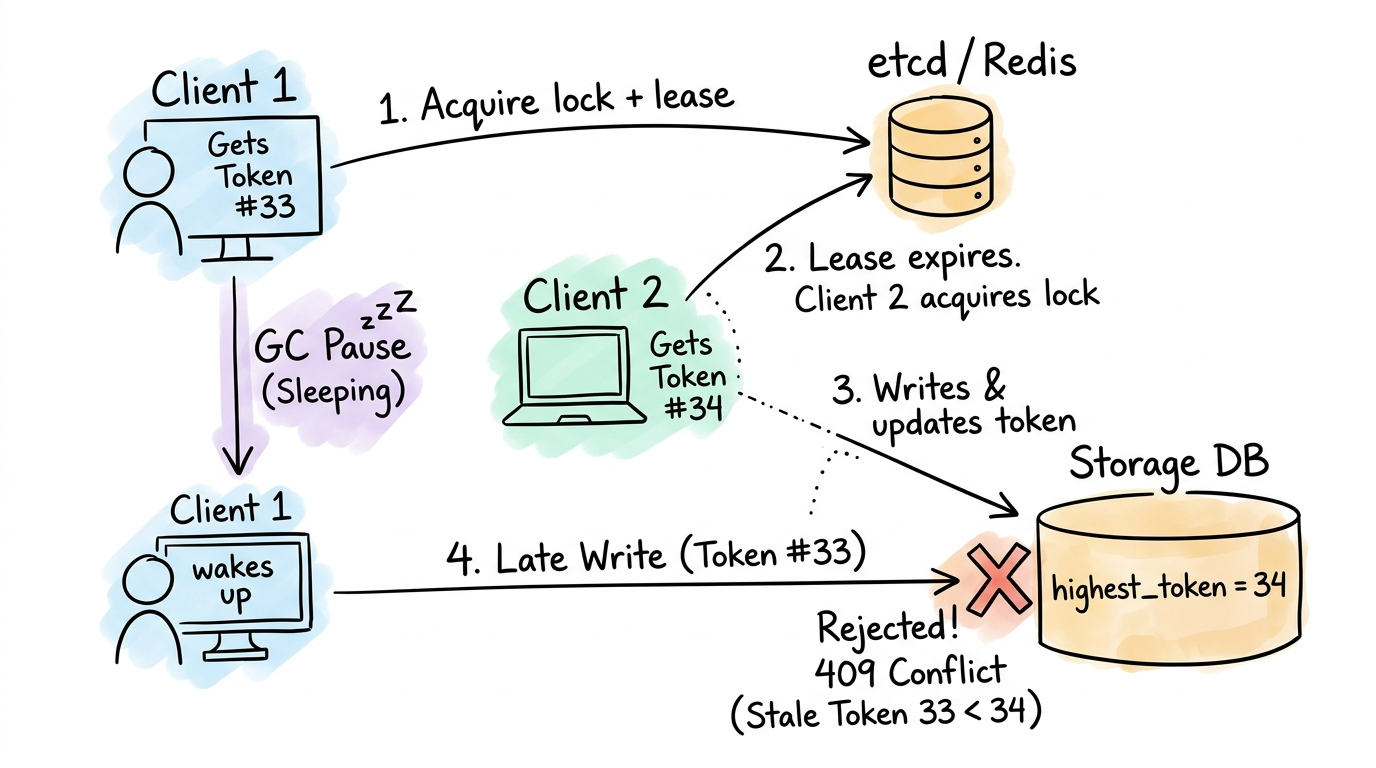 Client 1
Gets
Token
#33
1. Acquire lock + lease
etcd / Redis
2. Lease expires.
Client 2 acquires lock
zzZ
GC Pause
(Sleeping)
Client 2
Gets
Token
#34
3. Writes &
updates token
Storage DB
highest_token = 34
Client 1
wakes
up
4. Late Write (Token #33)
Rejected!
409 Conflict
(Stale Token 33 < 34)